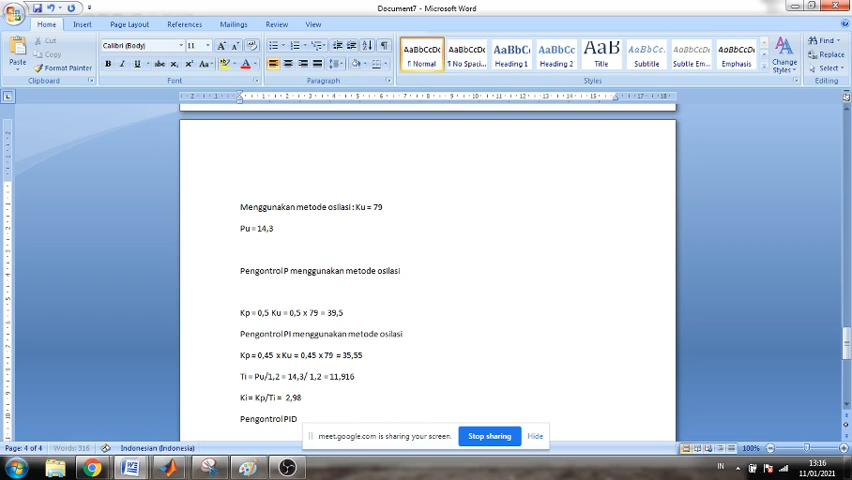 Document7 - Microsoft Word
Home Insert Page Layout References Mailings Review View
Cut
Copy
Format Painter
Paste
Clipboard
Calibri (Body) 11
Font
Paragraph
AaBbCcDc AaBbCcDc AaBbC AaBbCc AaB AaBbCc. AaBbCcDt AaBbCcDt
¶ Normal ¶ No Spaci... Heading 1 Heading 2 Title Subtitle Subtle Em... Emphasis
Change Styles
Styles
Find
Replace
Select
Editing
Menggunakan metode osilasi : Ku = 79
Pu = 14,3
Pengontrol P menggunakan metode osilasi
Kp = 0,5 Ku = 0,5 x 79 = 39,5
Pengontrol PI menggunakan metode osilasi
Kp = 0,45 x Ku = 0,45 x 79 = 35,55
Ti = Pu/1,2 = 14,3/ 1,2 = 11,916
Ki = Kp/Ti = 2,98
Pengontrol PID
meet.google.com is sharing your screen. Stop sharing Hide
Page: 4 of 4 Words: 316 Indonesian (Indonesia) 100%
IN 13:16
11/01/2021